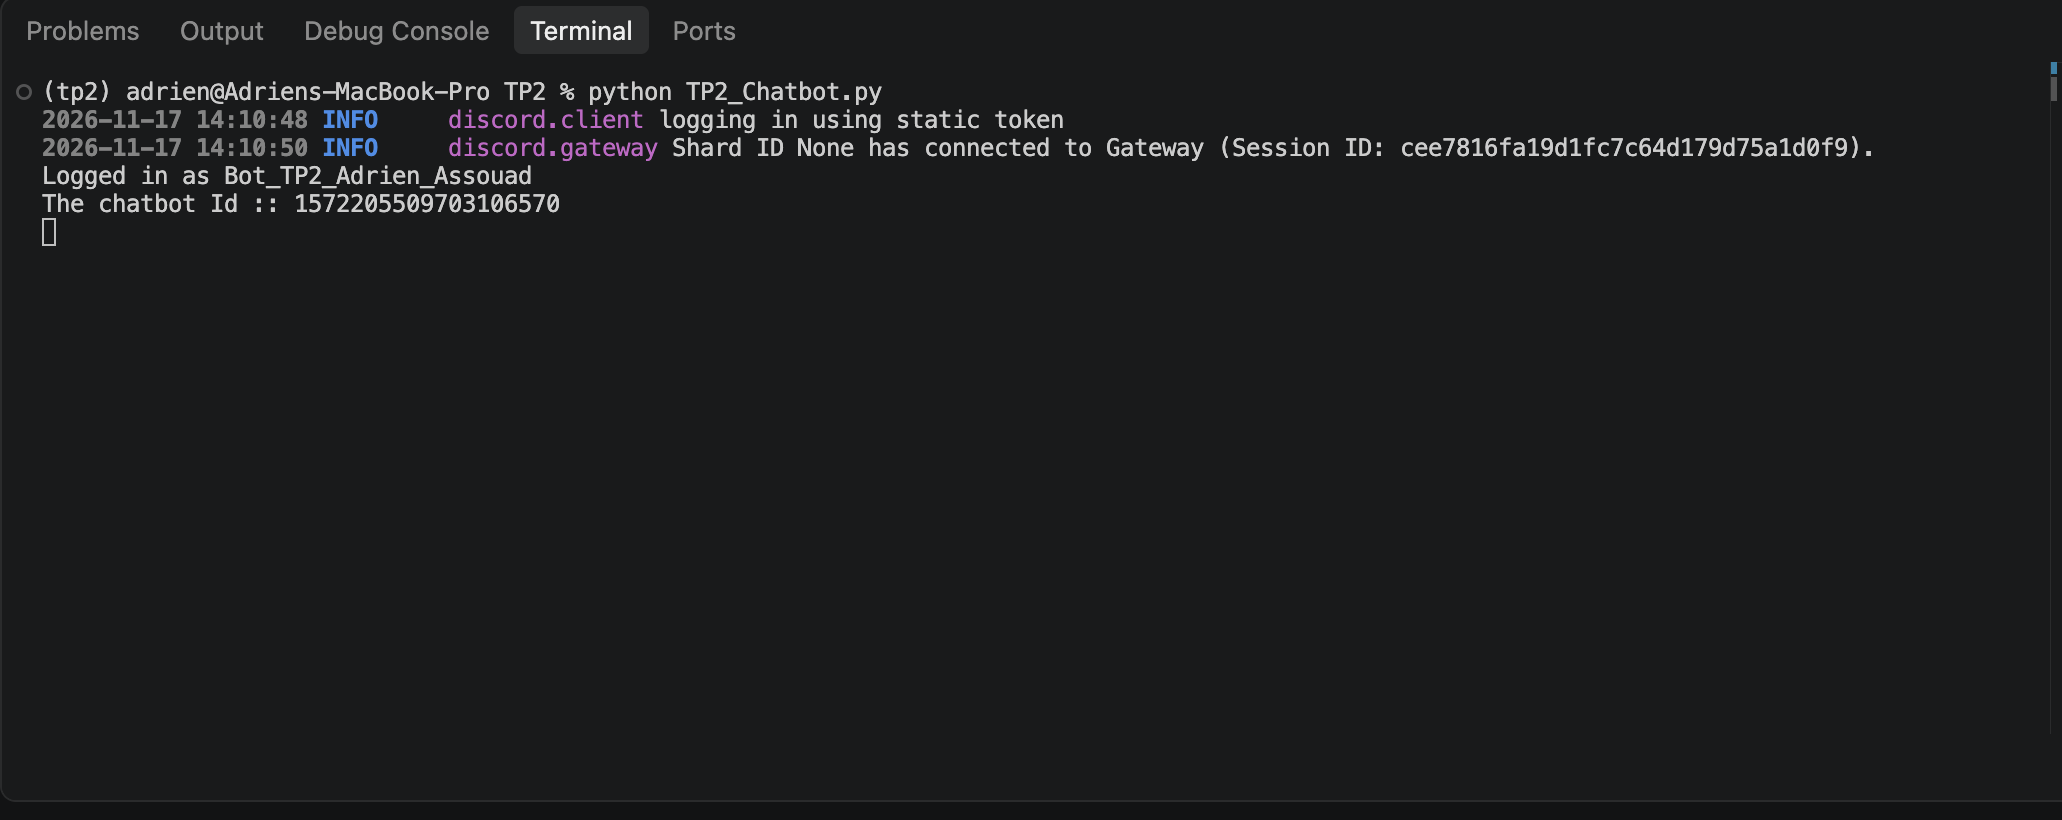 Problems Output Debug Console Terminal Ports
(tp2) adrien@Adriens-MacBook-Pro TP2 % python TP2_Chatbot.py
2026-11-17 14:10:48 INFO     discord.client logging in using static token
2026-11-17 14:10:50 INFO     discord.gateway Shard ID None has connected to Gateway (Session ID: cee7816fa19d1fc7c64d179d75a1d0f9).
Logged in as Bot_TP2_Adrien_Assouad
The chatbot Id :: 1572205509703106570